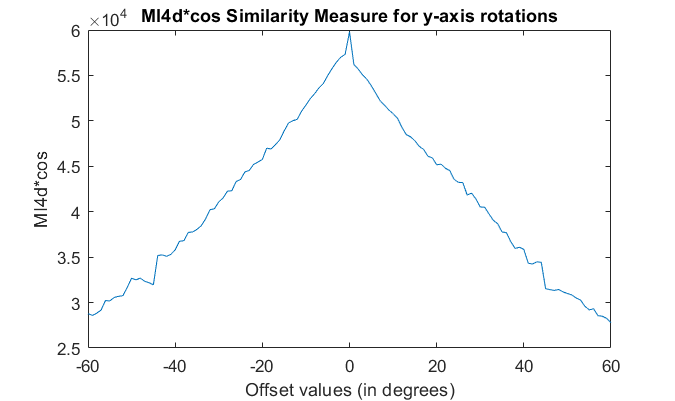 ×10⁴
MI4d*cos Similarity Measure for y-axis rotations
6
5.5
5
4.5
4
3.5
3
2.5
MI4d*cos
-60 -40 -20 0 20 40 60
Offset values (in degrees)